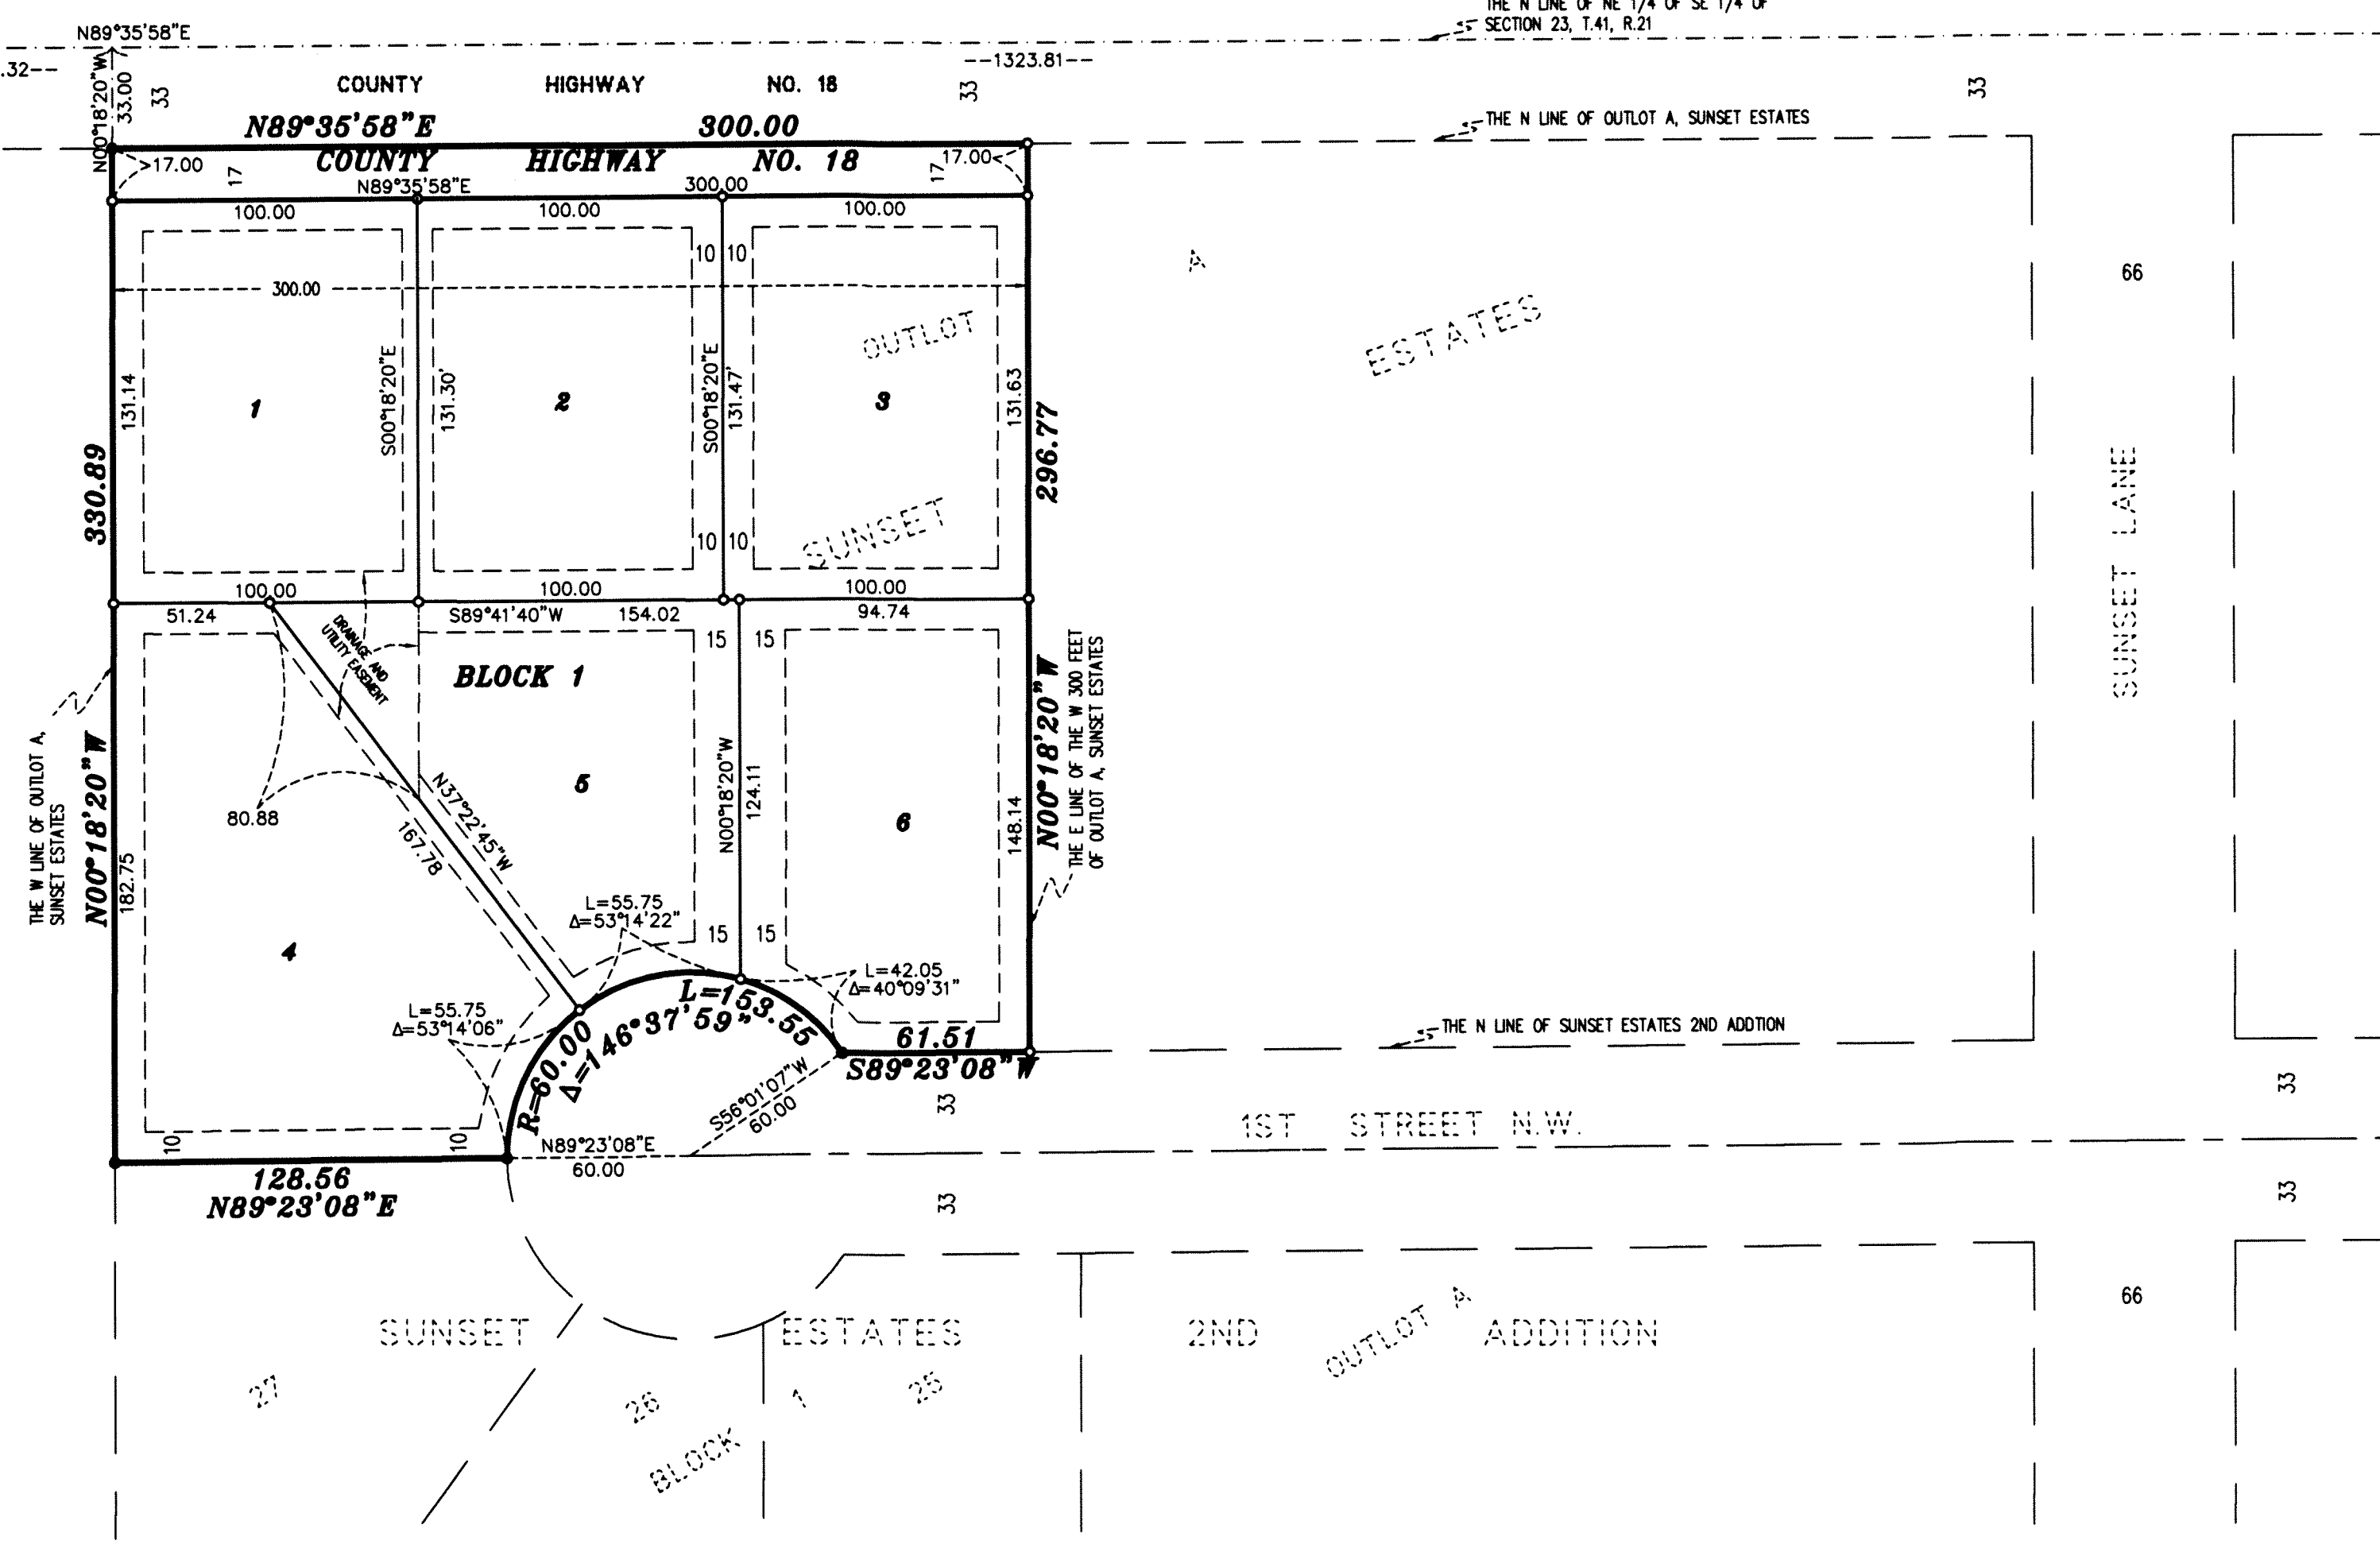 THE N LINE OF NE 1/4 OF SE 1/4 OF
SECTION 23, T.41, R.21
N89°35'58"E
.32--
--1323.81--
N00°18'20"W
33.00
33
COUNTY HIGHWAY NO. 18
33
33
N89°35'58"E 300.00
THE N LINE OF OUTLOT A, SUNSET ESTATES
17.00
17
COUNTY HIGHWAY NO. 18
17.00
17
N89°35'58"E 300.00
100.00
100.00
100.00
10 10
A
66
300.00
OUTLOT
ESTATES
131.14
1
S00°18'20"E
131.30'
2
S00°18'20"E
131.47'
3
131.63
330.89
296.77
SUNSET
10 10
SUNSET LANE
100.00
100.00
100.00
51.24
S89°41'40"W 154.02
94.74
DRAINAGE AND
UTILITY EASEMENT
15 15
BLOCK 1
THE W LINE OF OUTLOT A,
SUNSET ESTATES
N00°18'20"W
182.75
80.88
N37°22'45"W
167.78
5
N00°18'20"W
124.11
6
148.14
N00°18'20"W
THE E LINE OF THE W 300 FEET
OF OUTLOT A, SUNSET ESTATES
L=55.75
Δ=53°14'22"
15 15
4
L=42.05
Δ=40°09'31"
L=55.75
Δ=53°14'06"
R=60.00
L=153.55
Δ=146°37'59"
61.51
S89°23'08"W
THE N LINE OF SUNSET ESTATES 2ND ADDTION
S56°01'07"W
60.00
33
33
1ST STREET N.W.
10
10
N89°23'08"E
60.00
128.56
N89°23'08"E
33
33
66
SUNSET ESTATES 2ND ADDITION
OUTLOT A
27
26
25
BLOCK 1